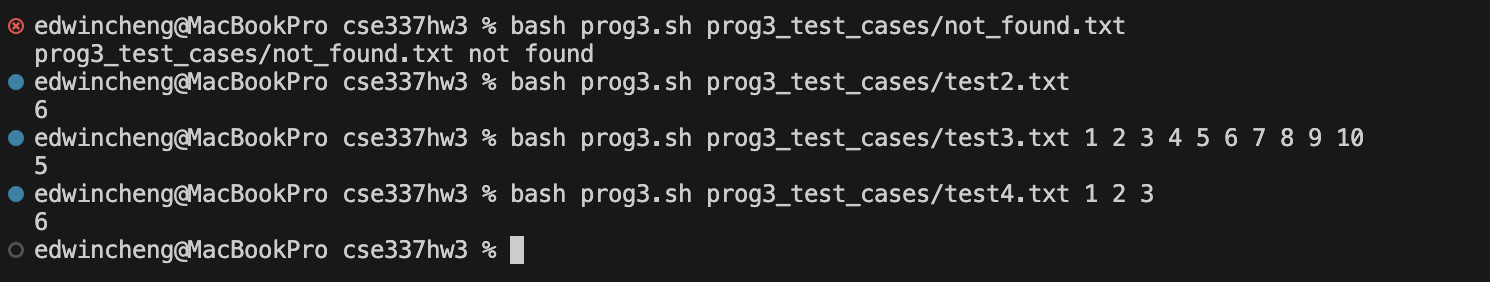 edwincheng@MacBookPro cse337hw3 % bash prog3.sh prog3_test_cases/not_found.txt
prog3_test_cases/not_found.txt not found
edwincheng@MacBookPro cse337hw3 % bash prog3.sh prog3_test_cases/test2.txt
6
edwincheng@MacBookPro cse337hw3 % bash prog3.sh prog3_test_cases/test3.txt 1 2 3 4 5 6 7 8 9 10
5
edwincheng@MacBookPro cse337hw3 % bash prog3.sh prog3_test_cases/test4.txt 1 2 3
6
edwincheng@MacBookPro cse337hw3 %